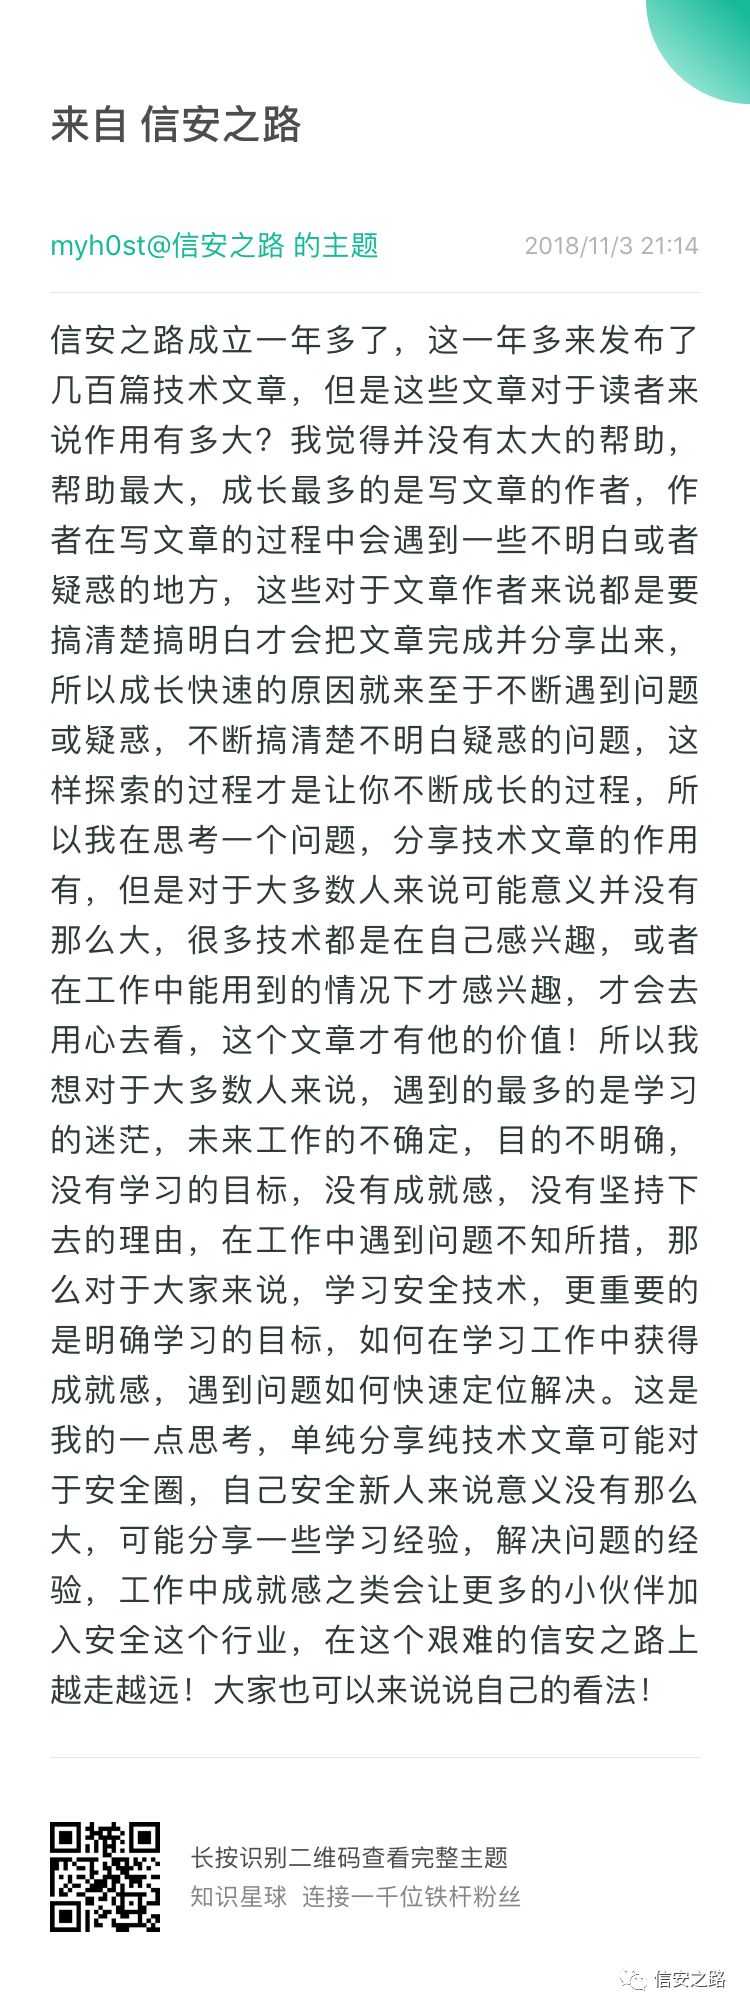 来自 信安之路
myh0st@信安之路 的主题
2018/11/3 21:14
信安之路成立一年多了，这一年多来发布了
几百篇技术文章，但是这些文章对于读者来
说作用有多大？我觉得并没有太大的帮助，
帮助最大，成长最多的是写文章的作者，作
者在写文章的过程中会遇到一些不明白或者
疑惑的地方，这些对于文章作者来说都是要
搞清楚搞明白才会把文章完成并分享出来，
所以成长快速的原因就来至于不断遇到问题
或疑惑，不断搞清楚不明白疑惑的问题，这
样探索的过程才是让你不断成长的过程，所
以我在思考一个问题，分享技术文章的作用
有，但是对于大多数人来说可能意义并没有
那么大，很多技术都是在自己感兴趣，或者
在工作中能用到的情况下才感兴趣，才会去
用心去看，这个文章才有他的价值！所以我
想对于大多数人来说，遇到的最多的是学习
的迷茫，未来工作的不确定，目的不明确，
没有学习的目标，没有成就感，没有坚持下
去的理由，在工作中遇到问题不知所措，那
么对于大家来说，学习安全技术，更重要的
是明确学习的目标，如何在学习工作中获得
成就感，遇到问题如何快速定位解决。这是
我的一点思考，单纯分享纯技术文章可能对
于安全圈，自己安全新人来说意义没有那么
大，可能分享一些学习经验，解决问题的经
验，工作中成就感之类会让更多的小伙伴加
入安全这个行业，在这个艰难的信安之路上
越走越远！大家也可以来说说自己的看法！
长按识别二维码查看完整主题
知识星球 连接一千位铁杆粉丝
信安之路